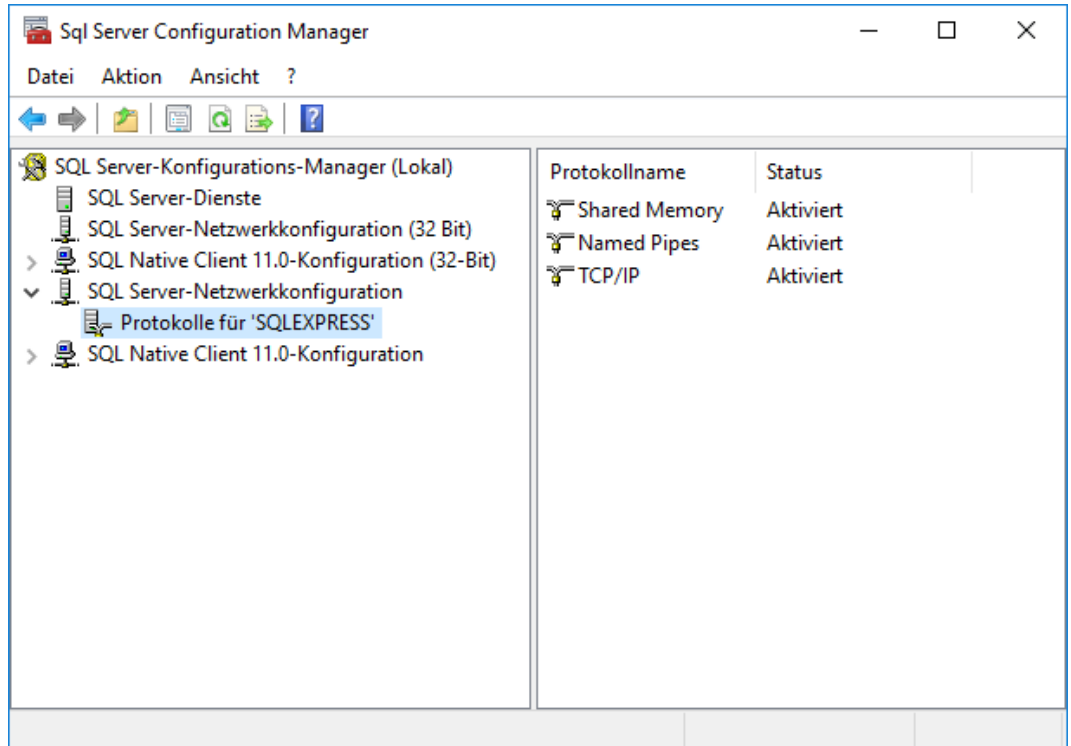 Sql Server Configuration Manager
Datei Aktion Ansicht ?
SQL Server-Konfigurations-Manager (Lokal)
SQL Server-Dienste
SQL Server-Netzwerkkonfiguration (32 Bit)
SQL Native Client 11.0-Konfiguration (32-Bit)
SQL Server-Netzwerkkonfiguration
Protokolle für 'SQLEXPRESS'
SQL Native Client 11.0-Konfiguration
Protokollname Status
Shared Memory Aktiviert
Named Pipes Aktiviert
TCP/IP Aktiviert